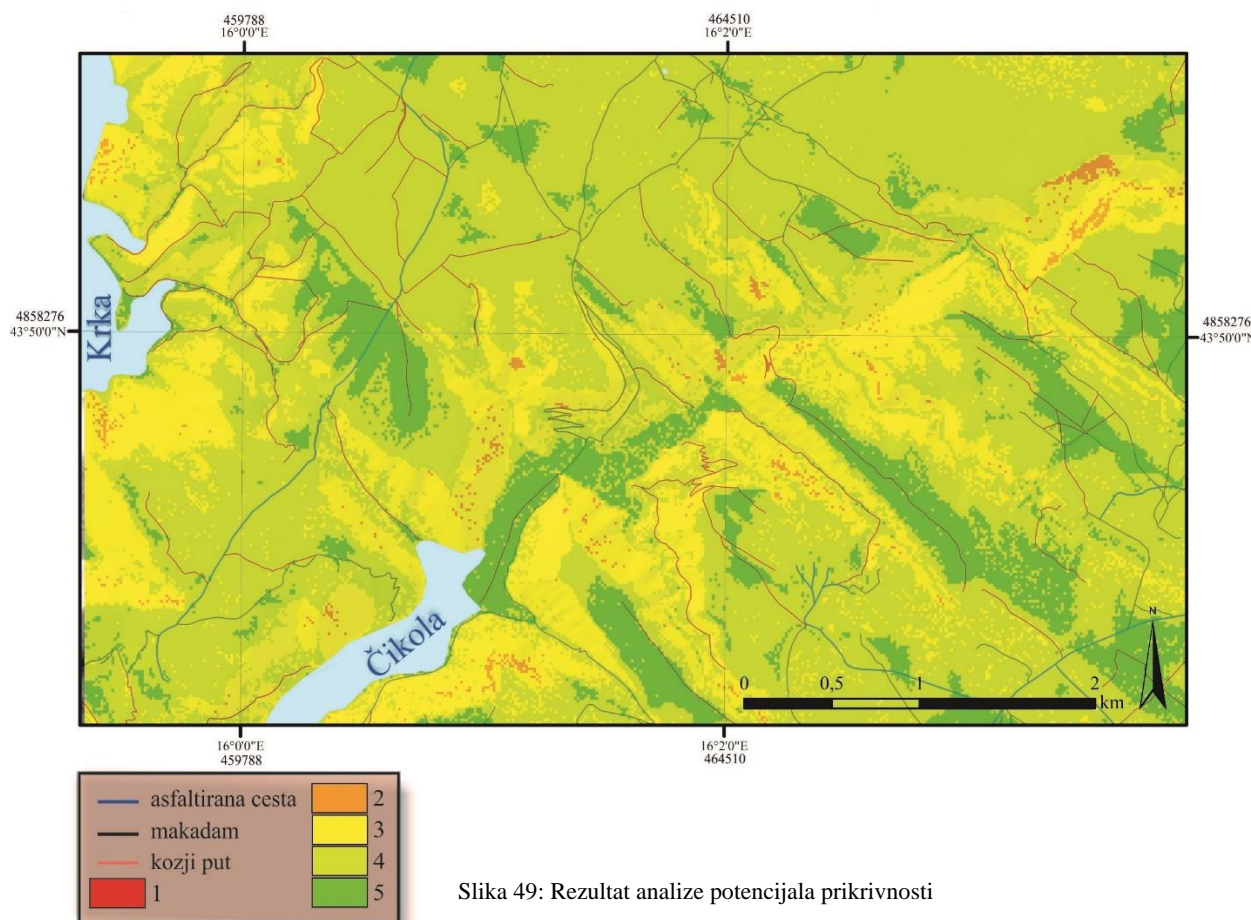 459788
16°0'0"E
464510
16°2'0"E
4858276
43°50'0"N
4858276
43°50'0"N
Krka
Čikola
N
0 0,5 1 2
km
16°0'0"E
459788
16°2'0"E
464510
asfaltirana cesta
makadam
kozji put
1
2
3
4
5
Slika 49: Rezultat analize potencijala prikrivnosti